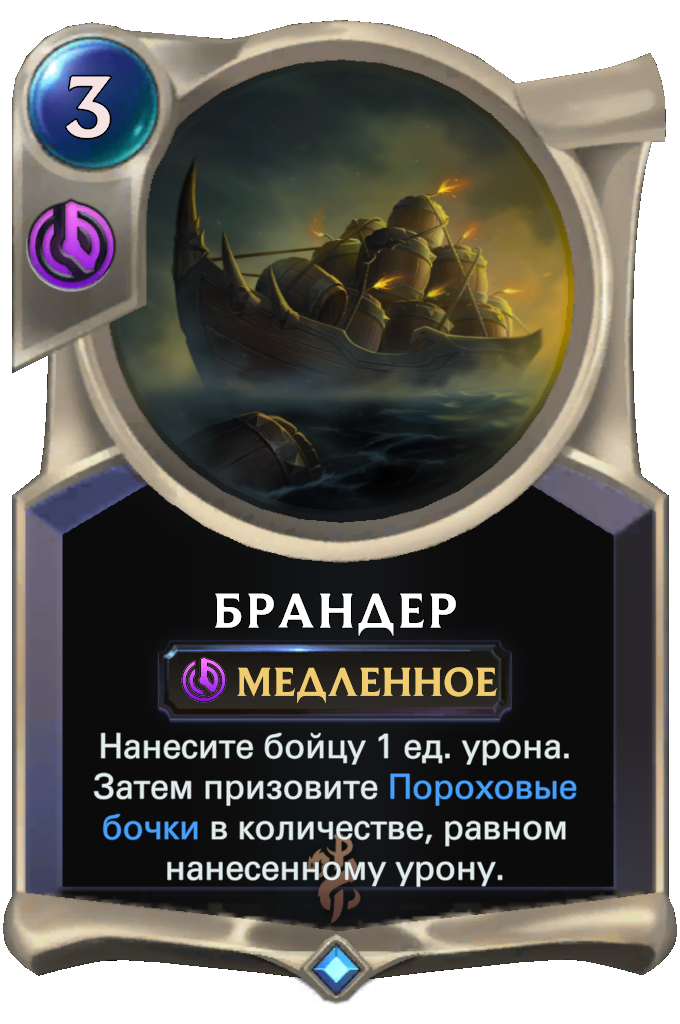 3
БРАНДЕР
МЕДЛЕННОЕ
Нанесите бойцу 1 ед. урона.
Затем призовите Пороховые
бочки в количестве, равном
нанесенному урону.